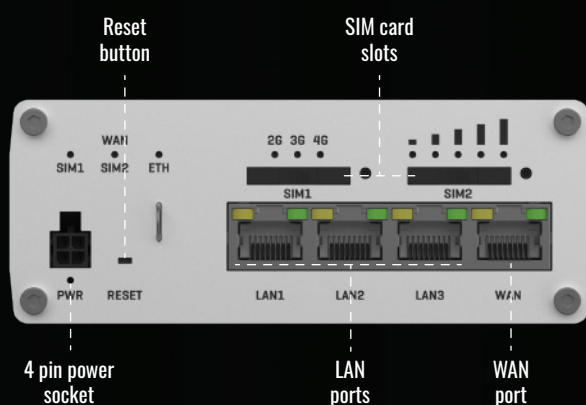 Reset
button
SIM card
slots
WAN
SIM1
SIM2
ETH
2G 3G 4G
SIM1
SIM2
PWR
RESET
LAN1
LAN2
LAN3
WAN
4 pin power
socket
LAN
ports
WAN
port